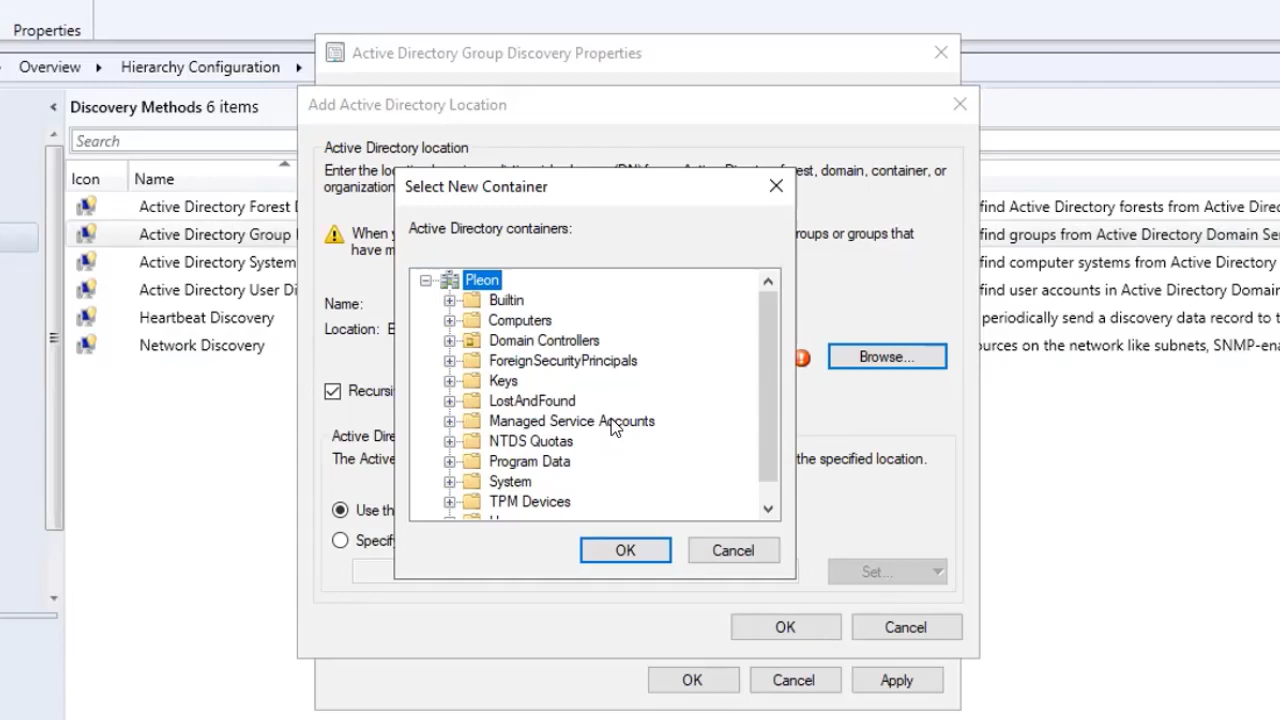 Properties
Overview
Hierarchy Configuration
Discovery Methods 6 items
Search
Icon
Name
Active Directory Forest
find Active Directory forests from Active Direc
Active Directory Group
find groups from Active Directory Domain Se
Active Directory System
find computer systems from Active Directory
Active Directory User Di
find user accounts in Active Directory Domain
Heartbeat Discovery
periodically send a discovery data record to t
Network Discovery
ources on the network like subnets, SNMP-ena
Active Directory Group Discovery Properties
Add Active Directory Location
Active Directory location
Enter the
est, domain, container, or
organization
When y
roups or groups that
have m
Name:
Location: E
Browse...
Recursi
Active Dire
The Active
the specified location.
Use th
Specif
Set...
OK
Cancel
OK
Cancel
Apply
Select New Container
Active Directory containers:
Pleon
Builtin
Computers
Domain Controllers
ForeignSecurityPrincipals
Keys
LostAndFound
Managed Service Accounts
NTDS Quotas
Program Data
System
TPM Devices
OK
Cancel